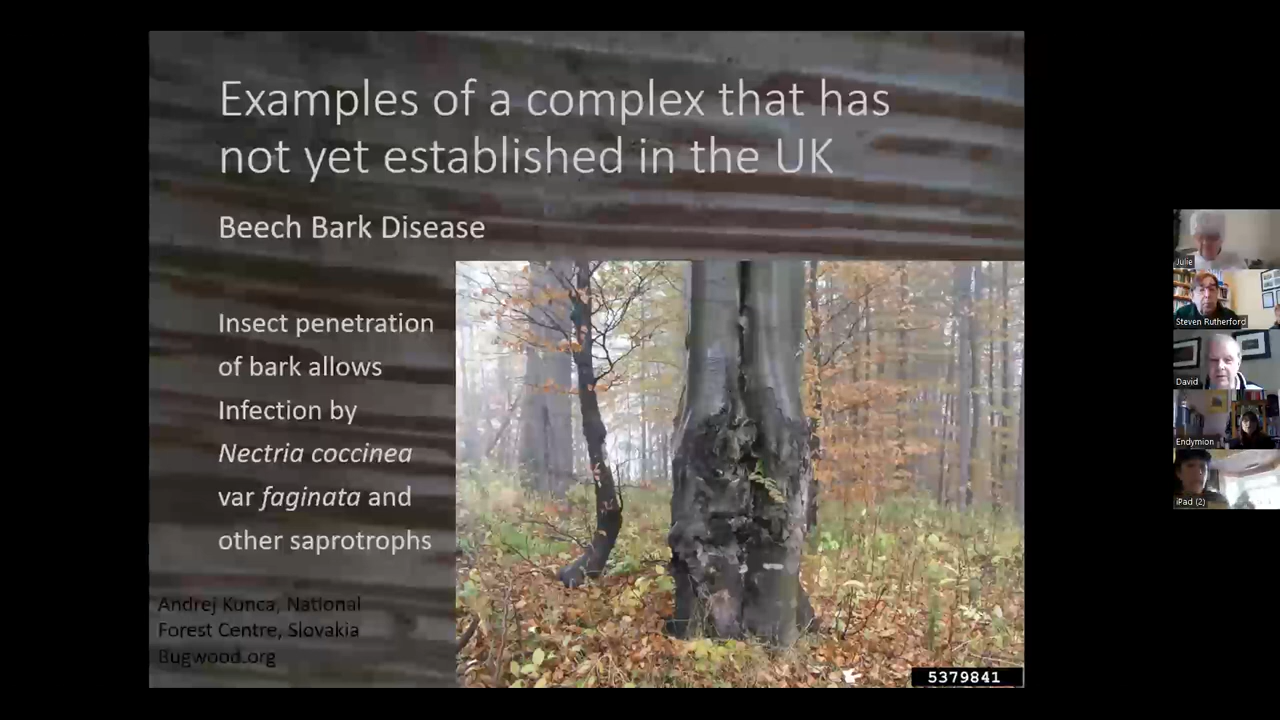 Examples of a complex that has
not yet established in the UK
Beech Bark Disease
Insect penetration
of bark allows
Infection by
Nectria coccinea
var faginata and
other saprotrophs
Andrej Kunca, National
Forest Centre, Slovakia
Bugwood.org
5379841
Julie
Steven Rutherford
David
Endymion
iPad (2)